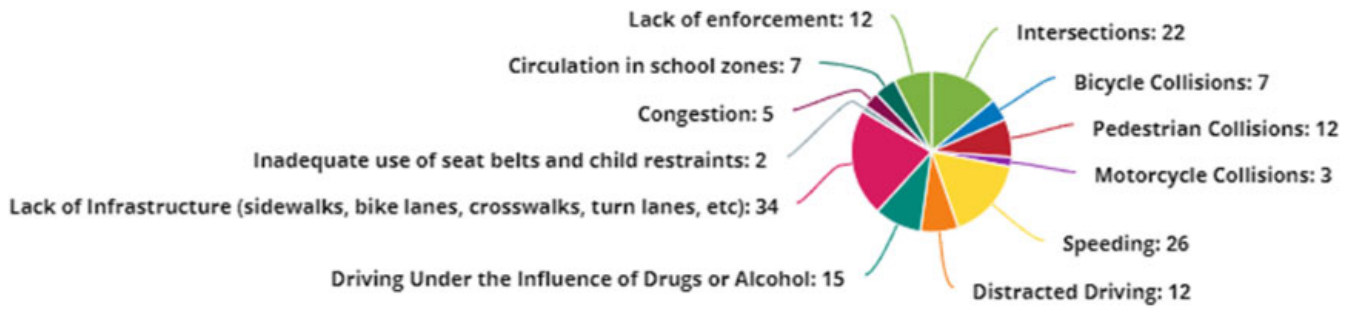 Lack of enforcement: 12
Intersections: 22
Circulation in school zones: 7
Bicycle Collisions: 7
Congestion: 5
Pedestrian Collisions: 12
Inadequate use of seat belts and child restraints: 2
Motorcycle Collisions: 3
Lack of Infrastructure (sidewalks, bike lanes, crosswalks, turn lanes, etc): 34
Speeding: 26
Driving Under the Influence of Drugs or Alcohol: 15
Distracted Driving: 12